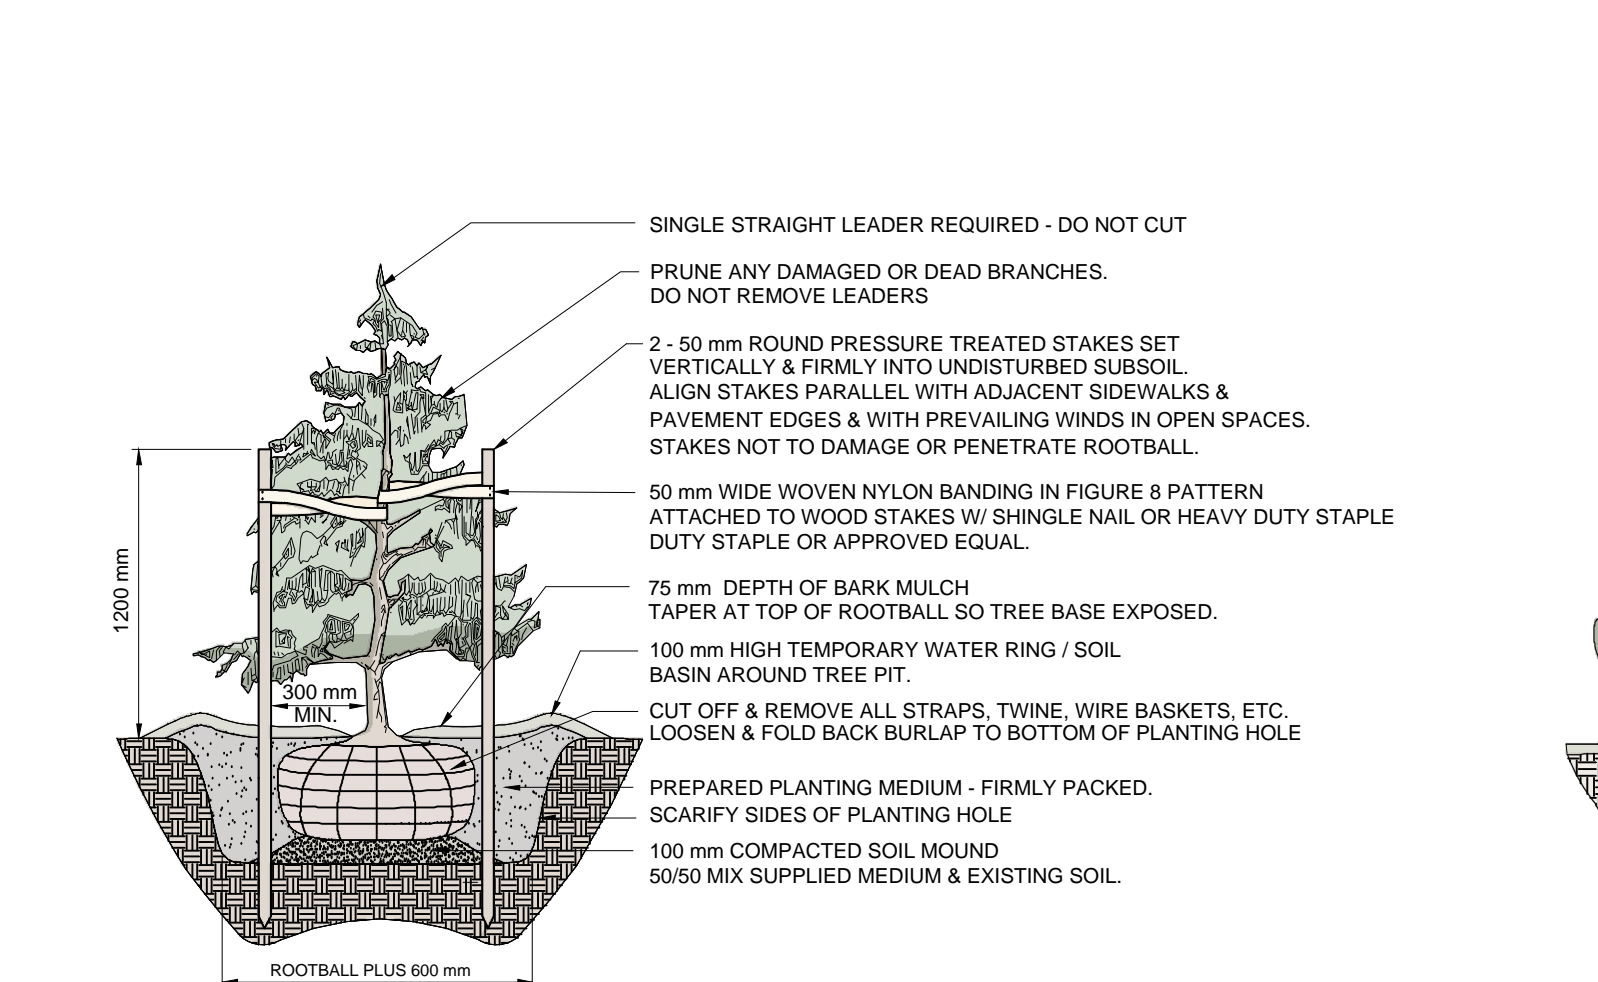 SINGLE STRAIGHT LEADER REQUIRED - DO NOT CUT
PRUNE ANY DAMAGED OR DEAD BRANCHES.
DO NOT REMOVE LEADERS
2 - 50 mm ROUND PRESSURE TREATED STAKES SET
VERTICALLY & FIRMLY INTO UNDISTURBED SUBSOIL.
ALIGN STAKES PARALLEL WITH ADJACENT SIDEWALKS &
PAVEMENT EDGES & WITH PREVAILING WINDS IN OPEN SPACES.
STAKES NOT TO DAMAGE OR PENETRATE ROOTBALL.
50 mm WIDE WOVEN NYLON BANDING IN FIGURE 8 PATTERN
ATTACHED TO WOOD STAKES W/ SHINGLE NAIL OR HEAVY DUTY STAPLE
DUTY STAPLE OR APPROVED EQUAL.
75 mm DEPTH OF BARK MULCH
TAPER AT TOP OF ROOTBALL SO TREE BASE EXPOSED.
100 mm HIGH TEMPORARY WATER RING / SOIL
BASIN AROUND TREE PIT.
CUT OFF & REMOVE ALL STRAPS, TWINE, WIRE BASKETS, ETC.
LOOSEN & FOLD BACK BURLAP TO BOTTOM OF PLANTING HOLE
PREPARED PLANTING MEDIUM - FIRMLY PACKED.
SCARIFY SIDES OF PLANTING HOLE
100 mm COMPACTED SOIL MOUND
50/50 MIX SUPPLIED MEDIUM & EXISTING SOIL.
1200 mm
300 mm
MIN.
ROOTBALL PLUS 600 mm